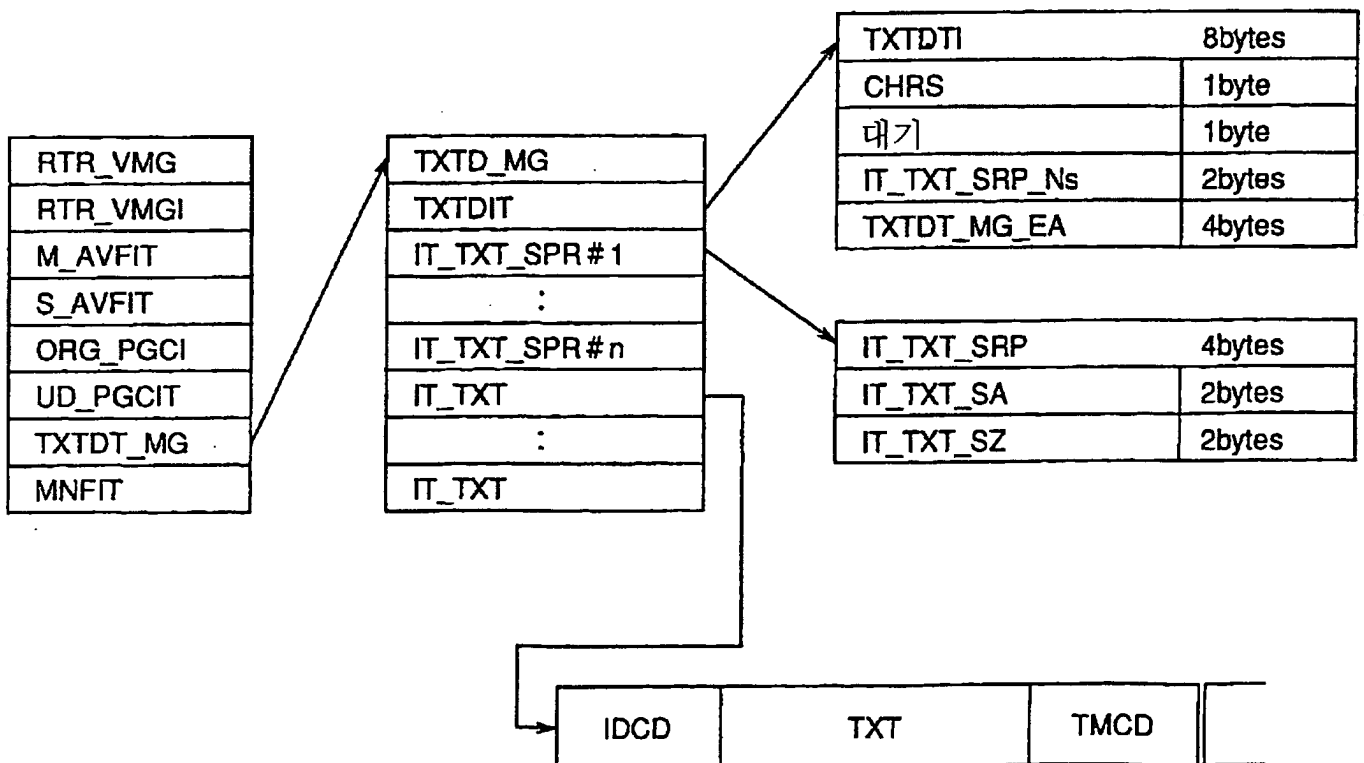 RTR_VMG
RTR_VMGI
M_AVFIT
S_AVFIT
ORG_PGCI
UD_PGCIT
TXTDT_MG
MNFIT
TXTD_MG
TXTDIT
IT_TXT_SPR#1
:
IT_TXT_SPR#n
IT_TXT
:
IT_TXT
TXTDTI 8bytes
CHRS 1byte
대기 1byte
IT_TXT_SRP_Ns 2bytes
TXTDT_MG_EA 4bytes
IT_TXT_SRP 4bytes
IT_TXT_SA 2bytes
IT_TXT_SZ 2bytes
IDCD TXT TMCD